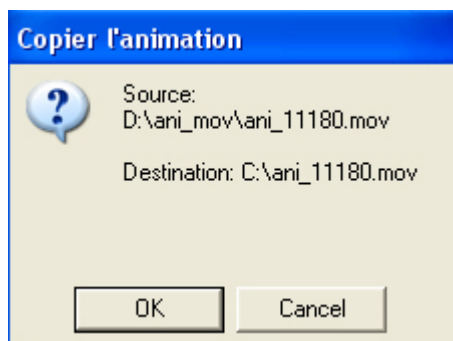 Copier l'animation
Source:
D:\ani_mov\ani_11180.mov
Destination: C:\ani_11180.mov
OK
Cancel